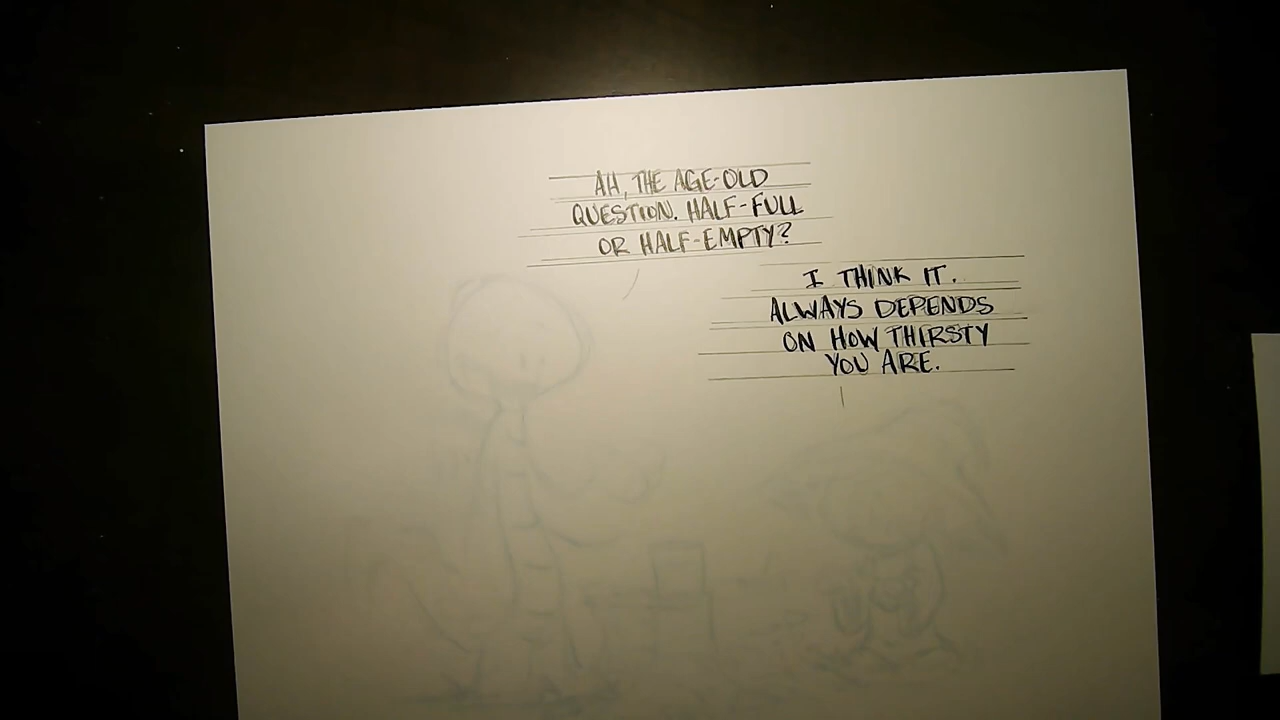 AH, THE AGE-OLD
QUESTION. HALF-FULL
OR HALF-EMPTY?
I THINK IT.
ALWAYS DEPENDS
ON HOW THIRSTY
YOU ARE.